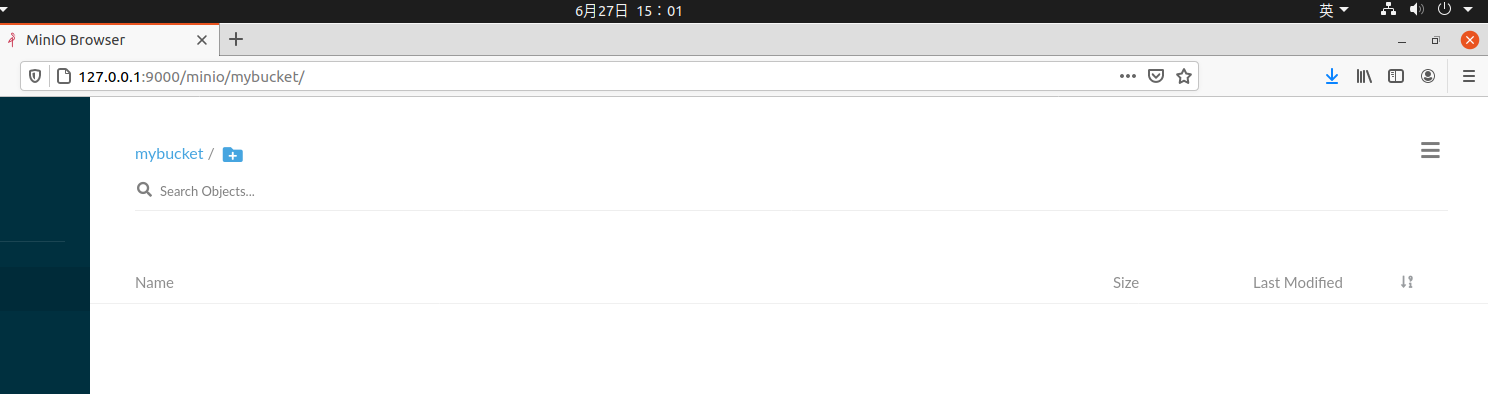 6月27日 15：01
英
MinIO Browser
127.0.0.1:9000/minio/mybucket/
mybucket /
Search Objects...
Name Size Last Modified